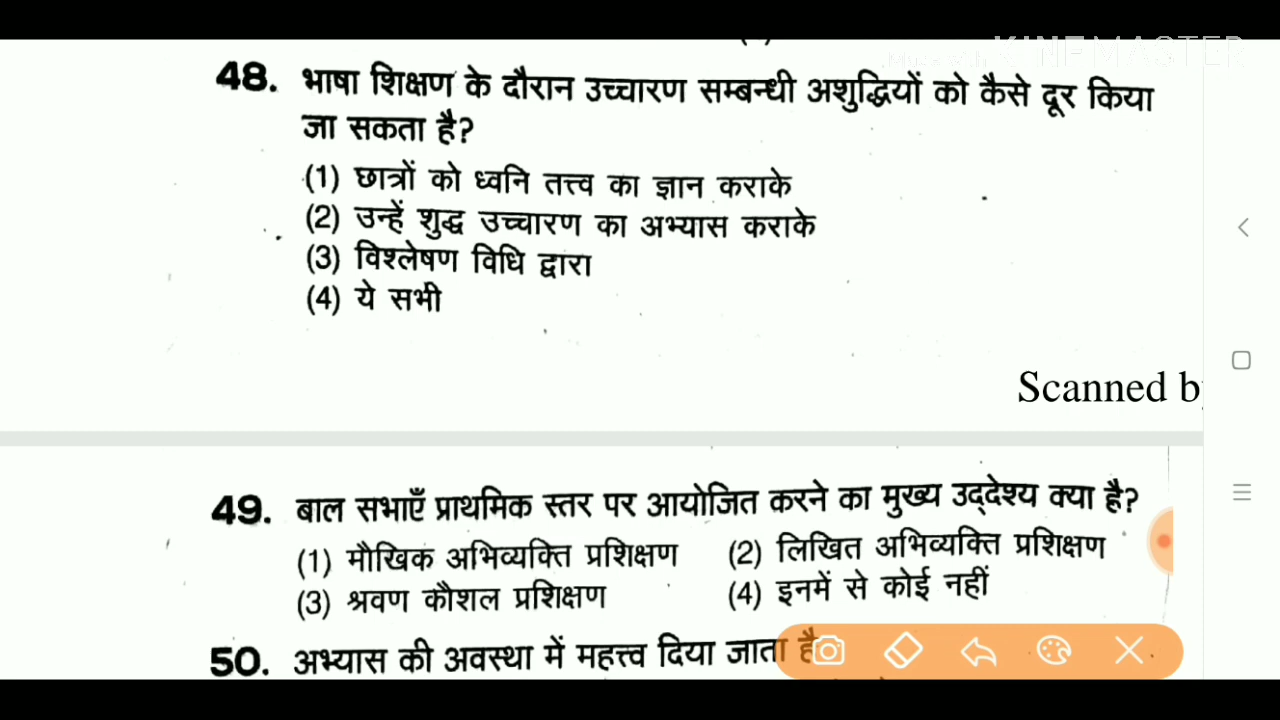 KINEMASTER
48. भाषा शिक्षण के दौरान उच्चारण सम्बन्धी अशुद्धियों को कैसे दूर किया
जा सकता है?
(1) छात्रों को ध्वनि तत्त्व का ज्ञान कराके
(2) उन्हें शुद्ध उच्चारण का अभ्यास कराके
(3) विश्लेषण विधि द्वारा
(4) ये सभी
Scanned by
49. बाल सभाएँ प्राथमिक स्तर पर आयोजित करने का मुख्य उद्देश्य क्या है?
(1) मौखिक अभिव्यक्ति प्रशिक्षण (2) लिखित अभिव्यक्ति प्रशिक्षण
(3) श्रवण कौशल प्रशिक्षण (4) इनमें से कोई नहीं
50. अभ्यास की अवस्था में महत्त्व दिया जाता है